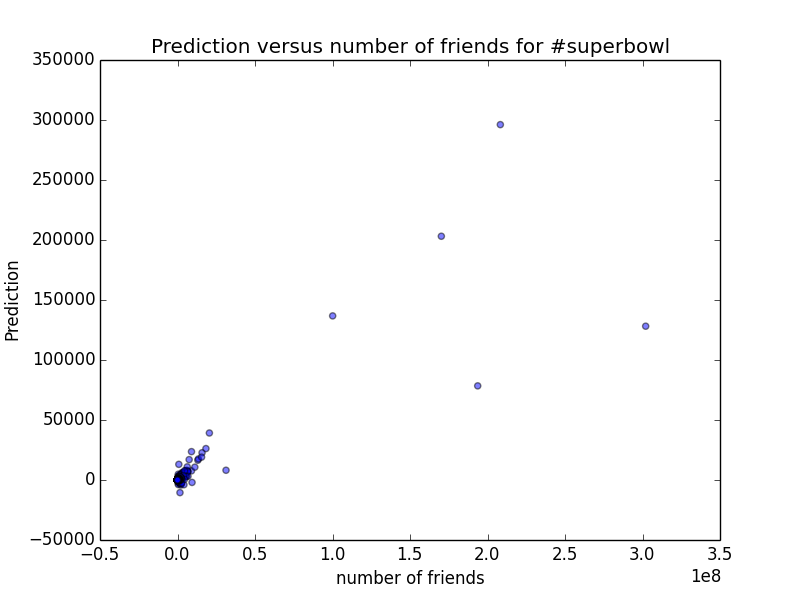 Prediction versus number of friends for #superbowl
350000
300000
250000
200000
150000
100000
50000
0
−50000
Prediction
−0.5 0.0 0.5 1.0 1.5 2.0 2.5 3.0 3.5
1e8
number of friends